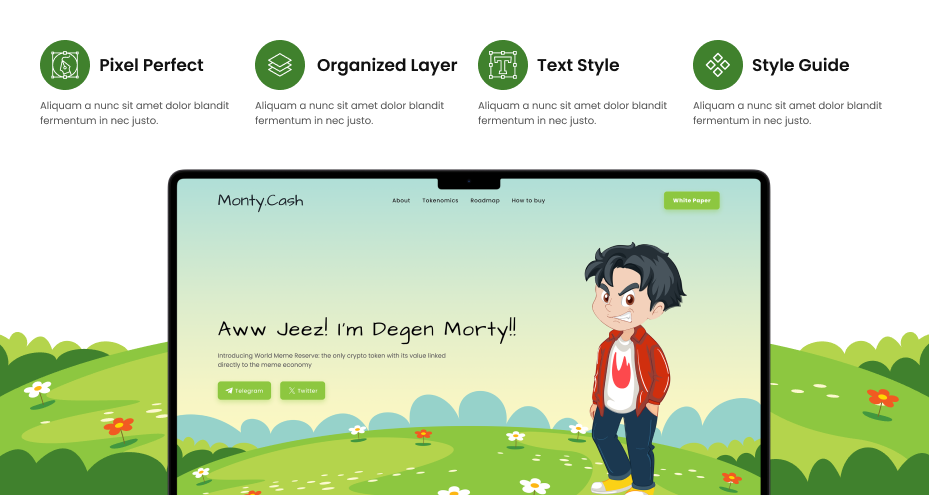 Pixel Perfect
Aliquam a nunc sit amet dolor blandit
fermentum in nec justo.
Organized Layer
Aliquam a nunc sit amet dolor blandit
fermentum in nec justo.
Text Style
Aliquam a nunc sit amet dolor blandit
fermentum in nec justo.
Style Guide
Aliquam a nunc sit amet dolor blandit
fermentum in nec justo.
Monty.Cash
About Tokenomics Roadmap How to buy
White Paper
Aww Jeez! I'm Degen Morty!!
Introducing World Meme Reserve: the only crypto token with its value linked
directly to the meme economy
Telegram
Twitter